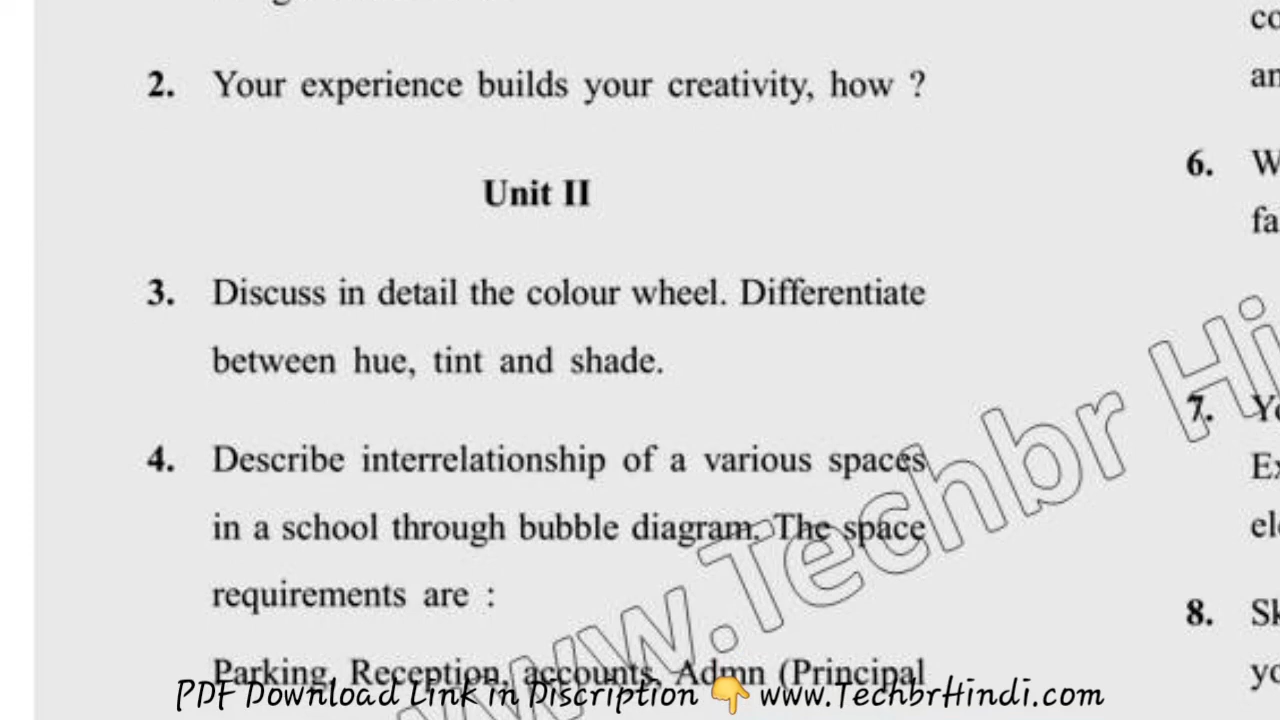 2. Your experience builds your creativity, how ?
Unit II
3. Discuss in detail the colour wheel. Differentiate
between hue, tint and shade.
4. Describe interrelationship of a various spaces
in a school through bubble diagram. The space
requirements are :
Parking, Reception, accounts, Admn (Principal
co
an
6. W
fa
7. Yo
Ex
el
8. Sk
yo
www.Techbr Hi
PDF Download Link in Discription 👇 www.TechbrHindi.com